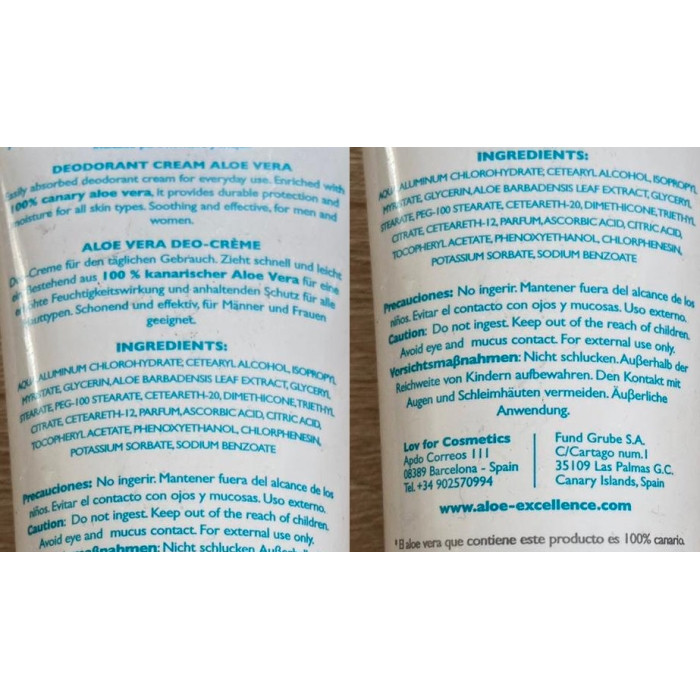 DEODORANT CREAM ALOE VERA
Easily absorbed deodorant cream for everyday use. Enriched with
100% canary aloe vera, it provides durable protection and
moisture for all skin types. Soothing and effective, for men and
women.
ALOE VERA DEO-CRÈME
Deo-Creme für den täglichen Gebrauch. Zieht schnell und leicht
ein. Bestehend aus 100 % kanarischer Aloe Vera für eine
Feuchtigkeitswirkung und anhaltenden Schutz für alle
Hauttypen. Schonend und effektiv, für Männer und Frauen
geeignet.
INGREDIENTS:
AQUA, ALUMINUM CHLOROHYDRATE, CETEARYL ALCOHOL, ISOPROPYL
MYRISTATE, GLYCERIN, ALOE BARBADENSIS LEAF EXTRACT, GLYCERYL
STEARATE, PEG-100 STEARATE, CETEARETH-20, DIMETHICONE, TRIETHYL
CITRATE, CETEARETH-12, PARFUM, ASCORBIC ACID, CITRIC ACID,
TOCOPHERYL ACETATE, PHENOXYETHANOL, CHLORPHENESIN,
POTASSIUM SORBATE, SODIUM BENZOATE
Precauciones: No ingerir. Mantener fuera del alcance de los
niños. Evitar el contacto con ojos y mucosas. Uso externo.
Caution: Do not ingest. Keep out of the reach of children.
Avoid eye and mucus contact. For external use only.
Nicht schlucken.
INGREDIENTS:
AQUA, ALUMINUM CHLOROHYDRATE, CETEARYL ALCOHOL, ISOPROPYL
MYRISTATE, GLYCERIN, ALOE BARBADENSIS LEAF EXTRACT, GLYCERYL
STEARATE, PEG-100 STEARATE, CETEARETH-20, DIMETHICONE, TRIETHYL
CITRATE, CETEARETH-12, PARFUM, ASCORBIC ACID, CITRIC ACID,
TOCOPHERYL ACETATE, PHENOXYETHANOL, CHLORPHENESIN,
POTASSIUM SORBATE, SODIUM BENZOATE
Precauciones: No ingerir. Mantener fuera del alcance de los
niños. Evitar el contacto con ojos y mucosas. Uso externo.
Caution: Do not ingest. Keep out of the reach of children.
Avoid eye and mucus contact. For external use only.
Vorsichtsmaßnahmen: Nicht schlucken. Außerhalb der
Reichweite von Kindern aufbewahren. Den Kontakt mit
Augen und Schleimhäuten vermeiden. Äußerliche
Anwendung.
Lov for Cosmetics
Apdo Correos 111
08389 Barcelona - Spain
Tel. +34 902570994
Fund Grube S.A.
C/Cartago num.1
35109 Las Palmas G.C.
Canary Islands, Spain
www.aloe-excellence.com
*El aloe vera que contiene este producto es 100% canario.